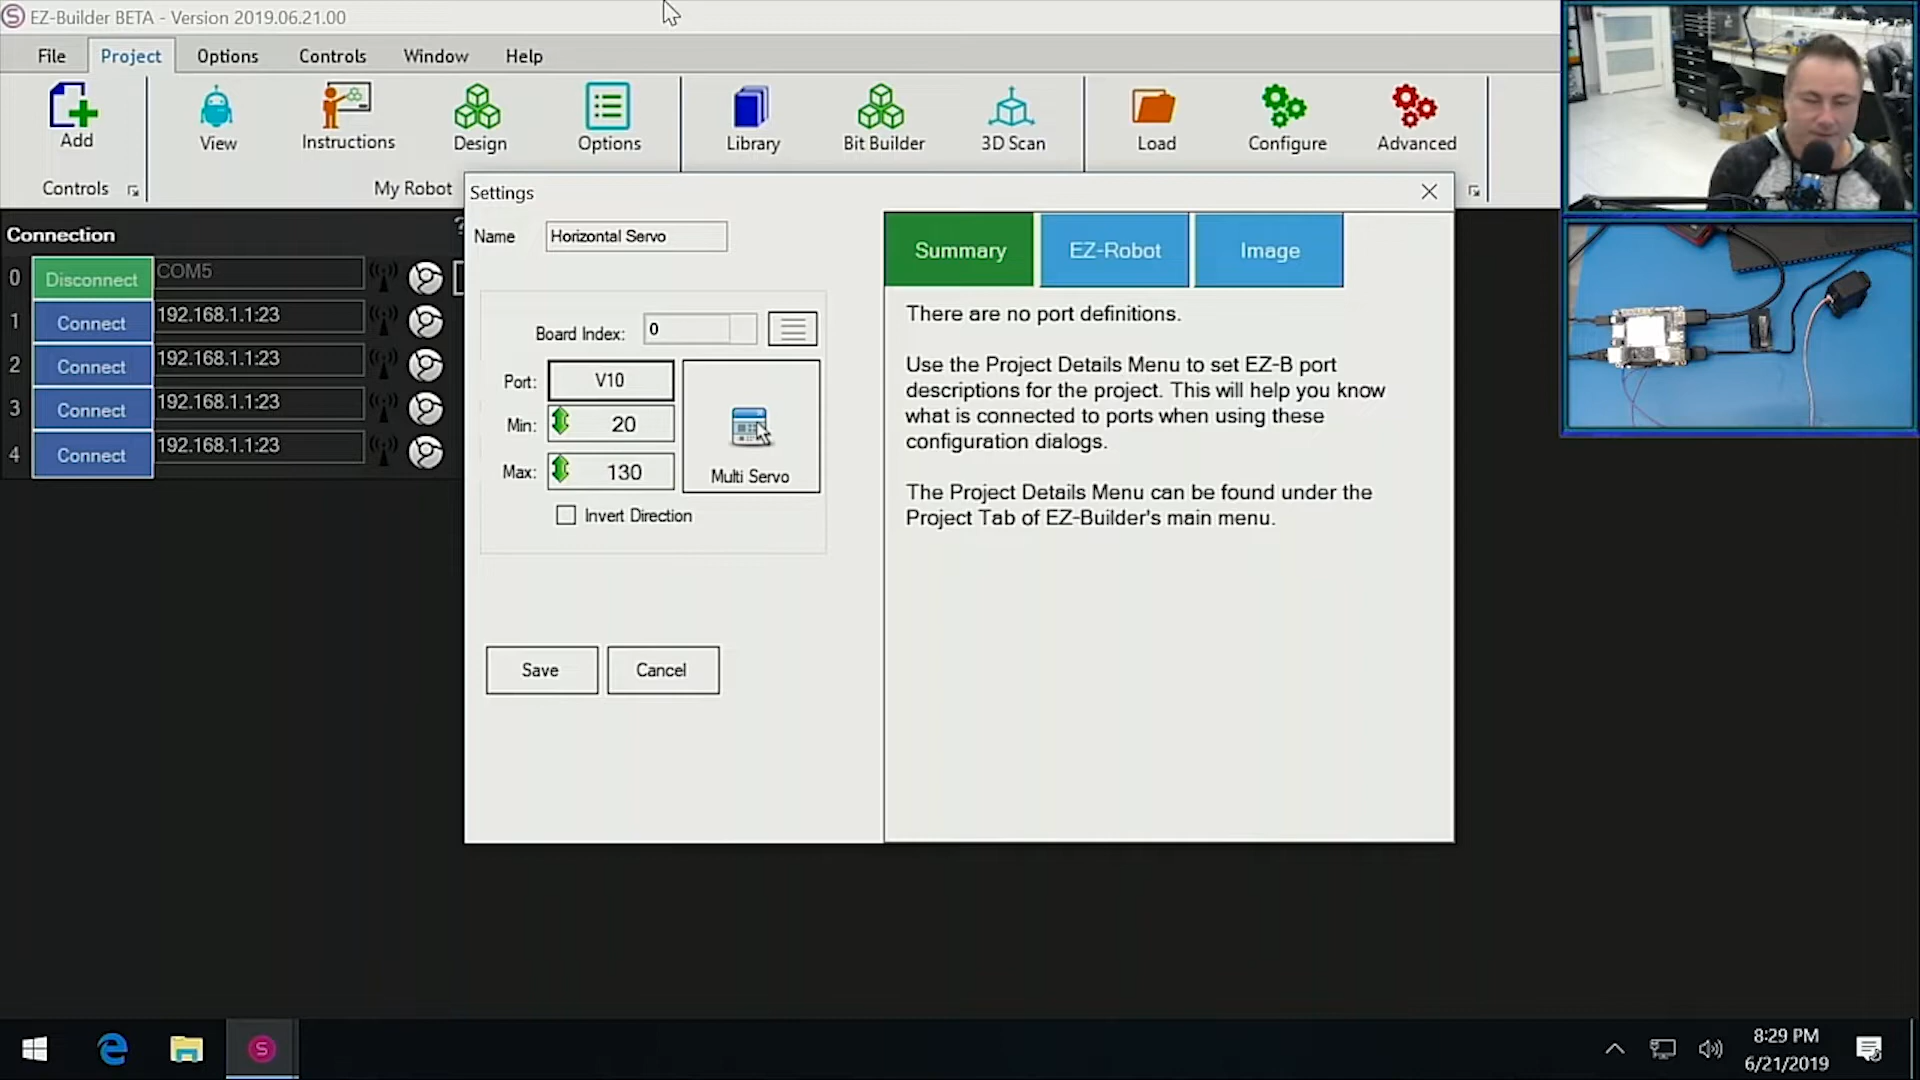 EZ-Builder BETA - Version 2019.06.21.00
File Project Options Controls Window Help
Add View Instructions Design Options Library Bit Builder 3D Scan Load Configure Advanced
Controls My Robot
Settings
Connection
0 Disconnect COM5
1 Connect 192.168.1.1:23
2 Connect 192.168.1.1:23
3 Connect 192.168.1.1:23
4 Connect 192.168.1.1:23
Name Horizontal Servo
Board Index: 0
Port: V10
Min: 20
Max: 130
Multi Servo
Invert Direction
Save Cancel
Summary EZ-Robot Image
There are no port definitions.
Use the Project Details Menu to set EZ-B port
descriptions for the project. This will help you know
what is connected to ports when using these
configuration dialogs.
The Project Details Menu can be found under the
Project Tab of EZ-Builder's main menu.
8:29 PM
6/21/2019